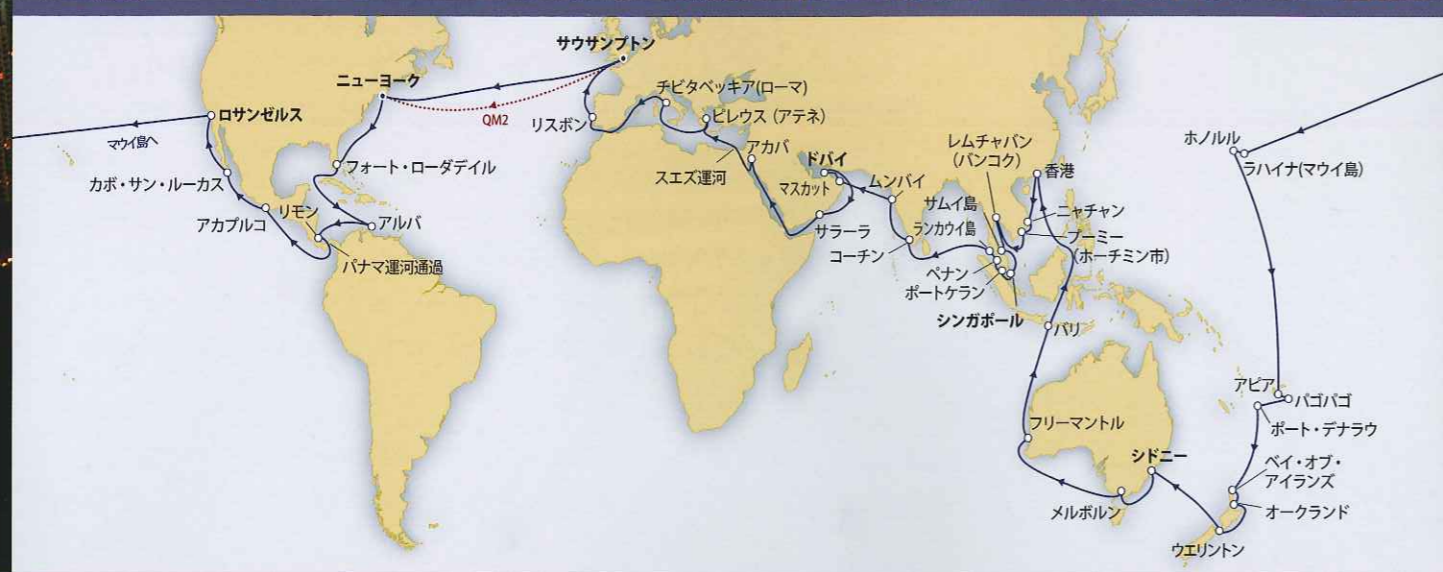 サウサンプトン
ニューヨーク
QM2
ロサンゼルス
マウイ島へ
カボ・サン・ルーカス
アカプルコ
リモン
パナマ運河通過
フォート・ローダデイル
アルバ
リスボン
チビタベッキア(ローマ)
ピレウス(アテネ)
スエズ運河
アカバ
ドバイ
マスカット
サラーラ
ムンバイ
コーチン
レムチャバン
(バンコク)
サムイ島
ランカウイ島
ペナン
ポートケラン
シンガポール
香港
ニャチャン
フーミー
(ホーチミン市)
バリ
フリーマントル
メルボルン
シドニー
ホノルル
ラハイナ(マウイ島)
アピア
パゴパゴ
ポート・デナラウ
ベイ・オブ・
アイランズ
オークランド
ウエリントン